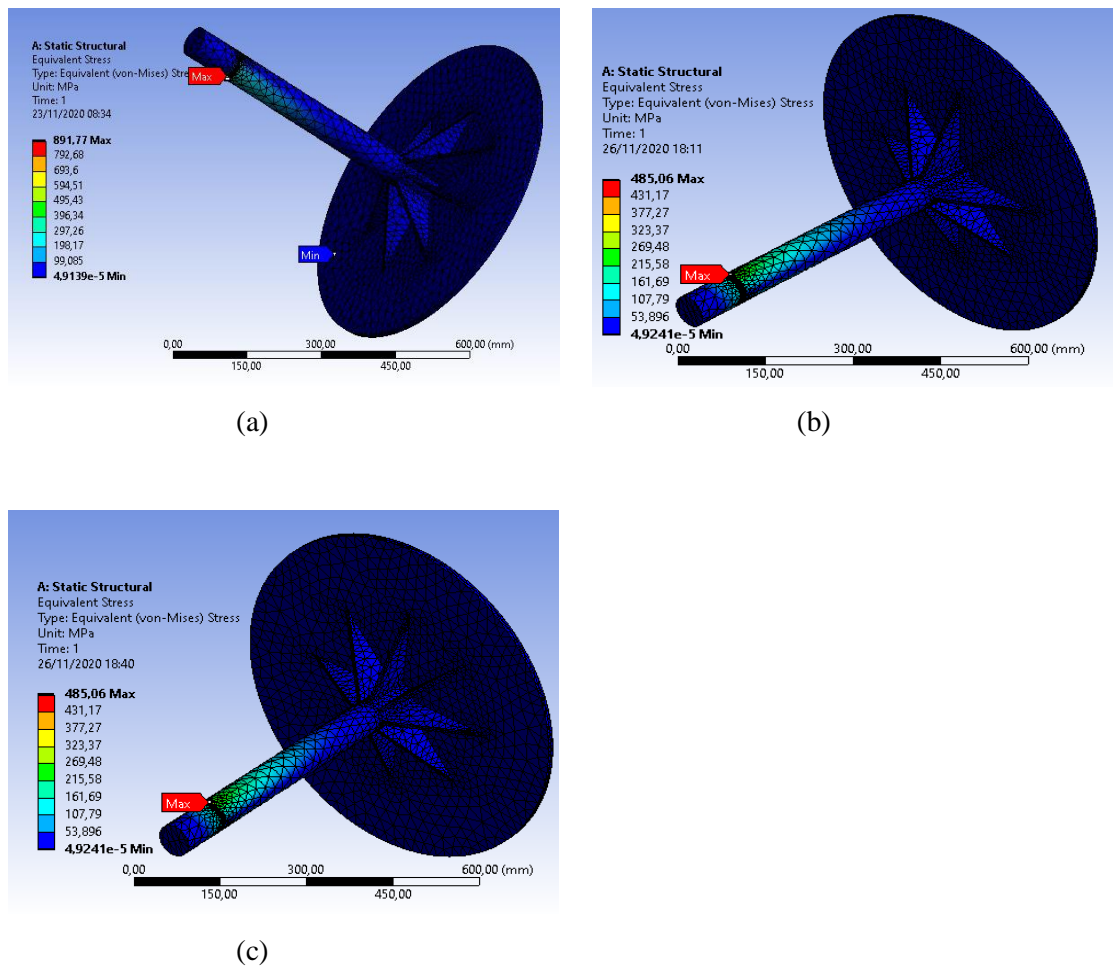 A: Static Structural
Equivalent Stress
Type: Equivalent (von-Mises) Stre
Unit: MPa
Time: 1
23/11/2020 08:34
891,77 Max
792,68
693,6
594,51
495,43
396,34
297,26
198,17
99,085
4,9139e-5 Min
Max
Min
0,00
300,00
600,00 (mm)
150,00
450,00
(a)
A: Static Structural
Equivalent Stress
Type: Equivalent (von-Mises) Stress
Unit: MPa
Time: 1
26/11/2020 18:11
485,06 Max
431,17
377,27
323,37
269,48
215,58
161,69
107,79
53,896
4,9241e-5 Min
Max
0,00
300,00
600,00 (mm)
150,00
450,00
(b)
A: Static Structural
Equivalent Stress
Type: Equivalent (von-Mises) Stress
Unit: MPa
Time: 1
26/11/2020 18:40
485,06 Max
431,17
377,27
323,37
269,48
215,58
161,69
107,79
53,896
4,9241e-5 Min
Max
0,00
300,00
600,00 (mm)
150,00
450,00
(c)